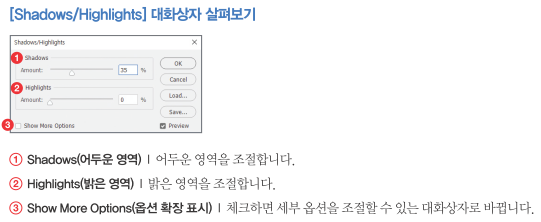 [Shadows/Highlights] 대화상자 살펴보기
Shadows/Highlights
1 Shadows
Amount: 35 %
OK
Cancel
2 Highlights
Amount: 0 %
Load...
Save...
3 Show More Options
Preview
① Shadows(어두운 영역) | 어두운 영역을 조절합니다.
② Highlights(밝은 영역) | 밝은 영역을 조절합니다.
③ Show More Options(옵션 확장 표시) | 체크하면 세부 옵션을 조절할 수 있는 대화상자로 바뀝니다.